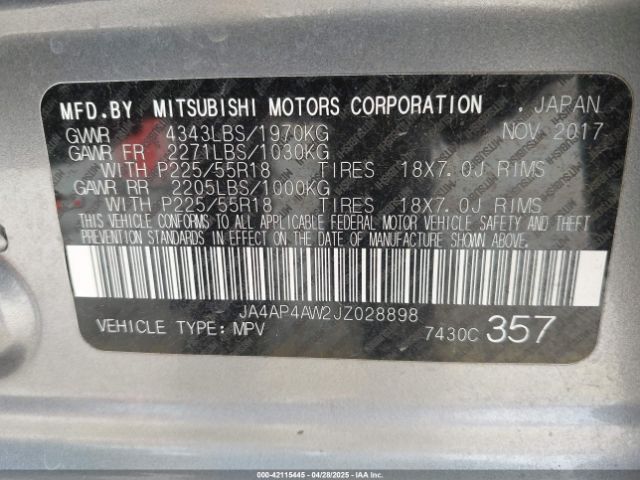 MFD.BY MITSUBISHI MOTORS CORPORATION . JAPAN
GVWR 4343LBS/1970KG NOV 2017
GAWR FR 2271LBS/1030KG
WITH P225/55R18 TIRES 18X7.0J RIMS
GAWR RR 2205LBS/1000KG
WITH P225/55R18 TIRES 18X7.0J RIMS
THIS VEHICLE CONFORMS TO ALL APPLICABLE FEDERAL MOTOR VEHICLE SAFETY AND THEFT
PREVENTION STANDARDS IN EFFECT ON THE DATE OF MANUFACTURE SHOWN ABOVE.
JA4AP4AW2JZ028898
VEHICLE TYPE: MPV 7430C 357
000-42115445 - 04/28/2025 - IAAI.COM